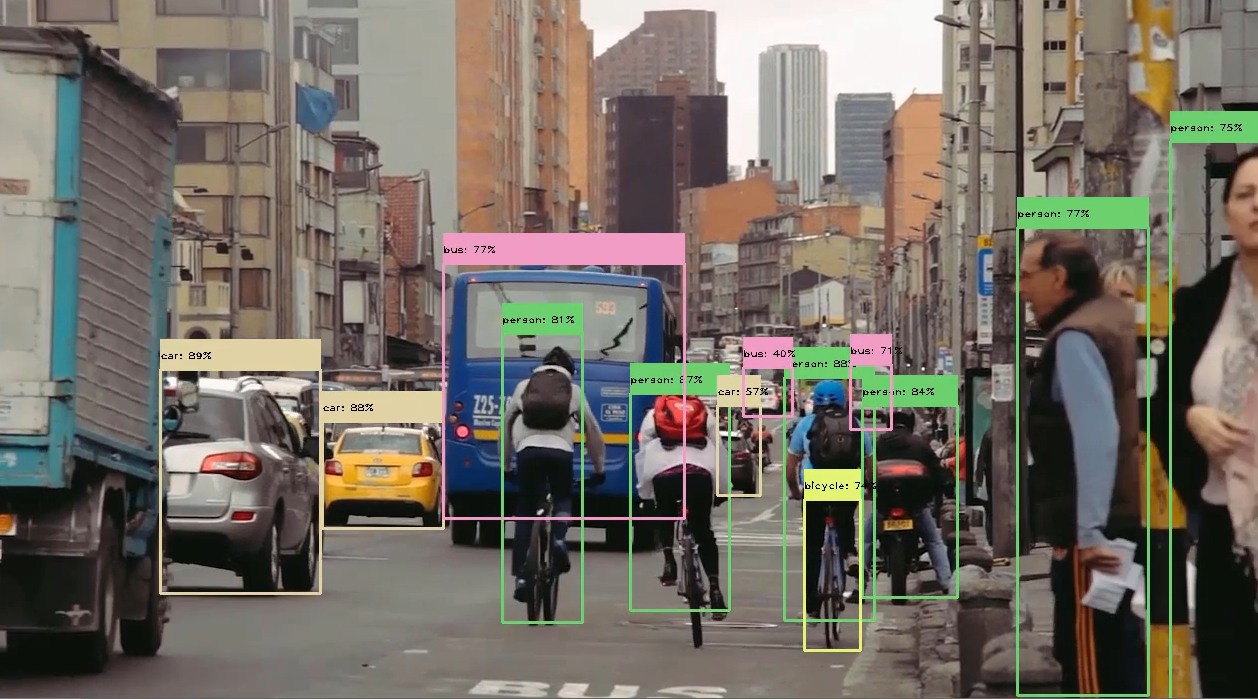 person: 75%
person: 77%
bus: 77%
593
person: 81%
bus: 71%
bus: 40%
car: 89%
person: 88%
person: 87%
car: 57%
person: 84%
car: 88%
Z25-
bicycle: 74%
BUS